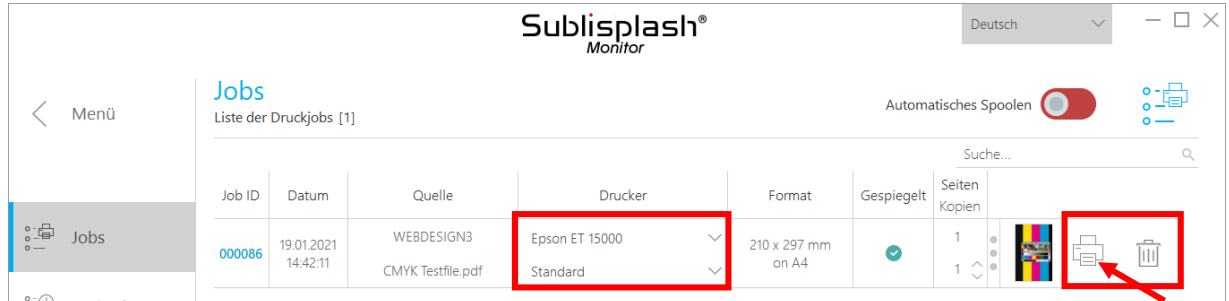 Sublisplash®
Monitor
Deutsch
Menü
Jobs
Liste der Druckjobs [1]
Automatisches Spoolen
Suche...
Job ID
Datum
Quelle
Drucker
Format
Gespiegelt
Seiten
Kopien
Jobs
000086
19.01.2021
14:42:11
WEBDESIGN3
CMYK Testfile.pdf
Epson ET 15000
Standard
210 x 297 mm
on A4
1
1